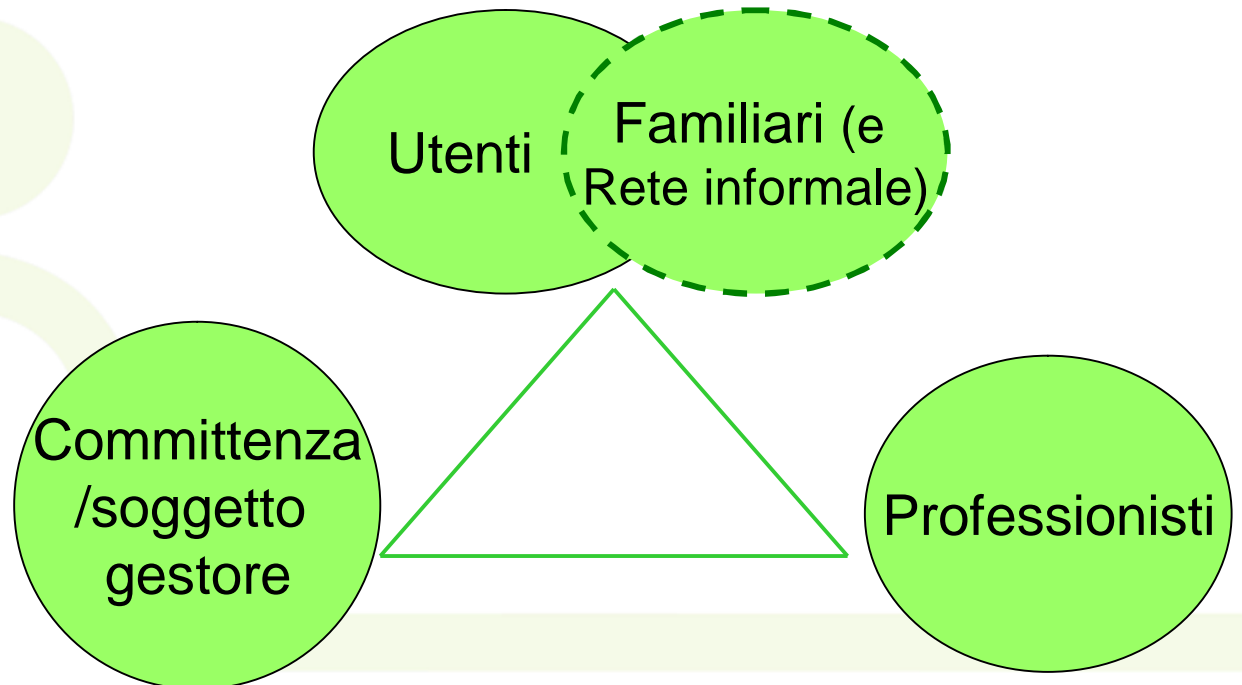 Utenti
Familiari (e
Rete informale)
Committenza
/soggetto
gestore
Professionisti